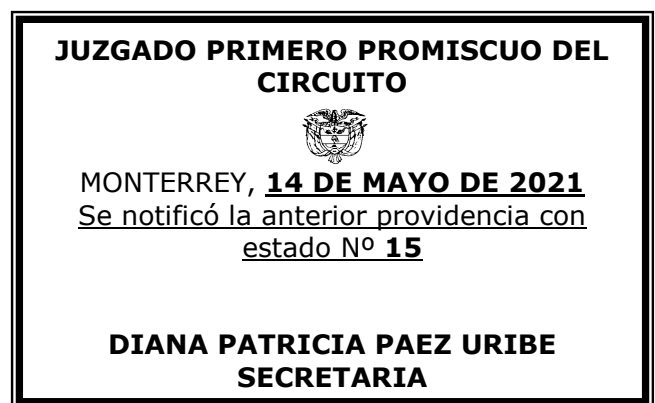 JUZGADO PRIMERO PROMISCUO DEL
CIRCUITO
MONTERREY, 14 DE MAYO DE 2021
Se notificó la anterior providencia con
estado Nº 15
DIANA PATRICIA PAEZ URIBE
SECRETARIA